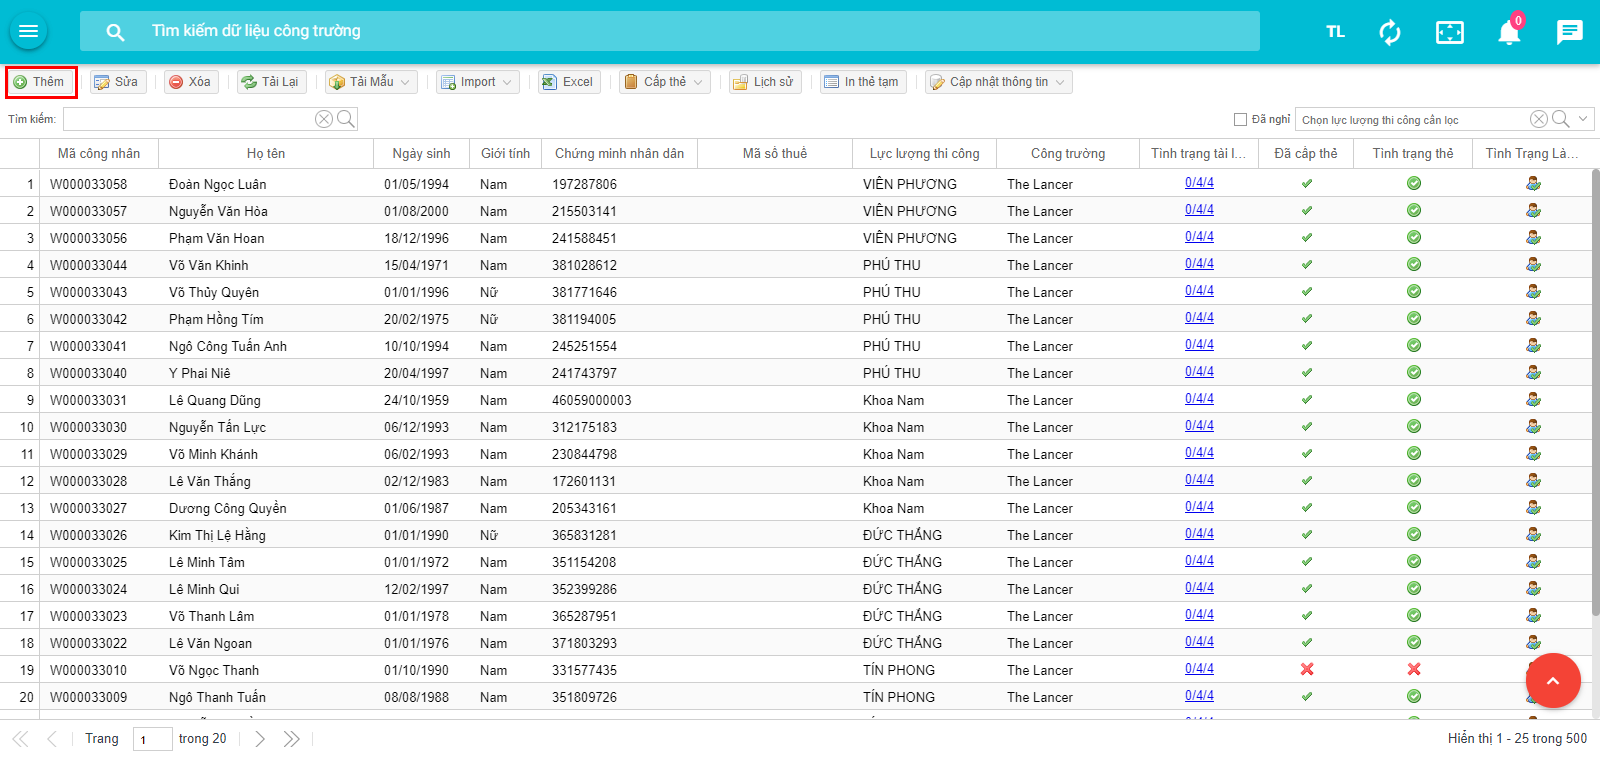 Tìm kiếm dữ liệu công trường TL 0
Thêm Sửa Xóa Tải Lại Tải Mẫu Import Excel Cấp thẻ Lịch sử In thẻ tạm Cập nhật thông tin
Tìm kiếm: Đã nghỉ Chọn lực lượng thi công cần lọc
Mã công nhân Họ tên Ngày sinh Giới tính Chứng minh nhân dân Mã số thuế Lực lượng thi công Công trường Tình trạng tài l... Đã cấp thẻ Tình trạng thẻ Tình Trạng Là...
1 W000033058 Đoàn Ngọc Luân 01/05/1994 Nam 197287806 VIÊN PHƯƠNG The Lancer 0/4/4
2 W000033057 Nguyễn Văn Hòa 01/08/2000 Nam 215503141 VIÊN PHƯƠNG The Lancer 0/4/4
3 W000033056 Phạm Văn Hoan 18/12/1996 Nam 241588451 VIÊN PHƯƠNG The Lancer 0/4/4
4 W000033044 Võ Văn Khinh 15/04/1971 Nam 381028612 PHÚ THU The Lancer 0/4/4
5 W000033043 Võ Thủy Quyên 01/01/1996 Nữ 381771646 PHÚ THU The Lancer 0/4/4
6 W000033042 Phạm Hồng Tím 20/02/1975 Nữ 381194005 PHÚ THU The Lancer 0/4/4
7 W000033041 Ngô Công Tuấn Anh 10/10/1994 Nam 245251554 PHÚ THU The Lancer 0/4/4
8 W000033040 Y Phai Niê 20/04/1997 Nam 241743797 PHÚ THU The Lancer 0/4/4
9 W000033031 Lê Quang Dũng 24/10/1959 Nam 46059000003 Khoa Nam The Lancer 0/4/4
10 W000033030 Nguyễn Tấn Lực 06/12/1993 Nam 312175183 Khoa Nam The Lancer 0/4/4
11 W000033029 Võ Minh Khánh 06/02/1993 Nam 230844798 Khoa Nam The Lancer 0/4/4
12 W000033028 Lê Văn Thắng 02/12/1983 Nam 172601131 Khoa Nam The Lancer 0/4/4
13 W000033027 Dương Công Quyền 01/06/1987 Nam 205343161 Khoa Nam The Lancer 0/4/4
14 W000033026 Kim Thị Lệ Hằng 01/01/1990 Nữ 365831281 ĐỨC THẮNG The Lancer 0/4/4
15 W000033025 Lê Minh Tâm 01/01/1972 Nam 351154208 ĐỨC THẮNG The Lancer 0/4/4
16 W000033024 Lê Minh Qui 12/02/1997 Nam 352399286 ĐỨC THẮNG The Lancer 0/4/4
17 W000033023 Võ Thanh Lâm 01/01/1978 Nam 365287951 ĐỨC THẮNG The Lancer 0/4/4
18 W000033022 Lê Văn Ngoan 01/01/1976 Nam 371803293 ĐỨC THẮNG The Lancer 0/4/4
19 W000033010 Võ Ngọc Thanh 01/10/1990 Nam 331577435 TÍN PHONG The Lancer 0/4/4
20 W000033009 Ngô Thanh Tuấn 08/08/1988 Nam 351809726 TÍN PHONG The Lancer 0/4/4
Trang 1 trong 20 Hiển thị 1 - 25 trong 500